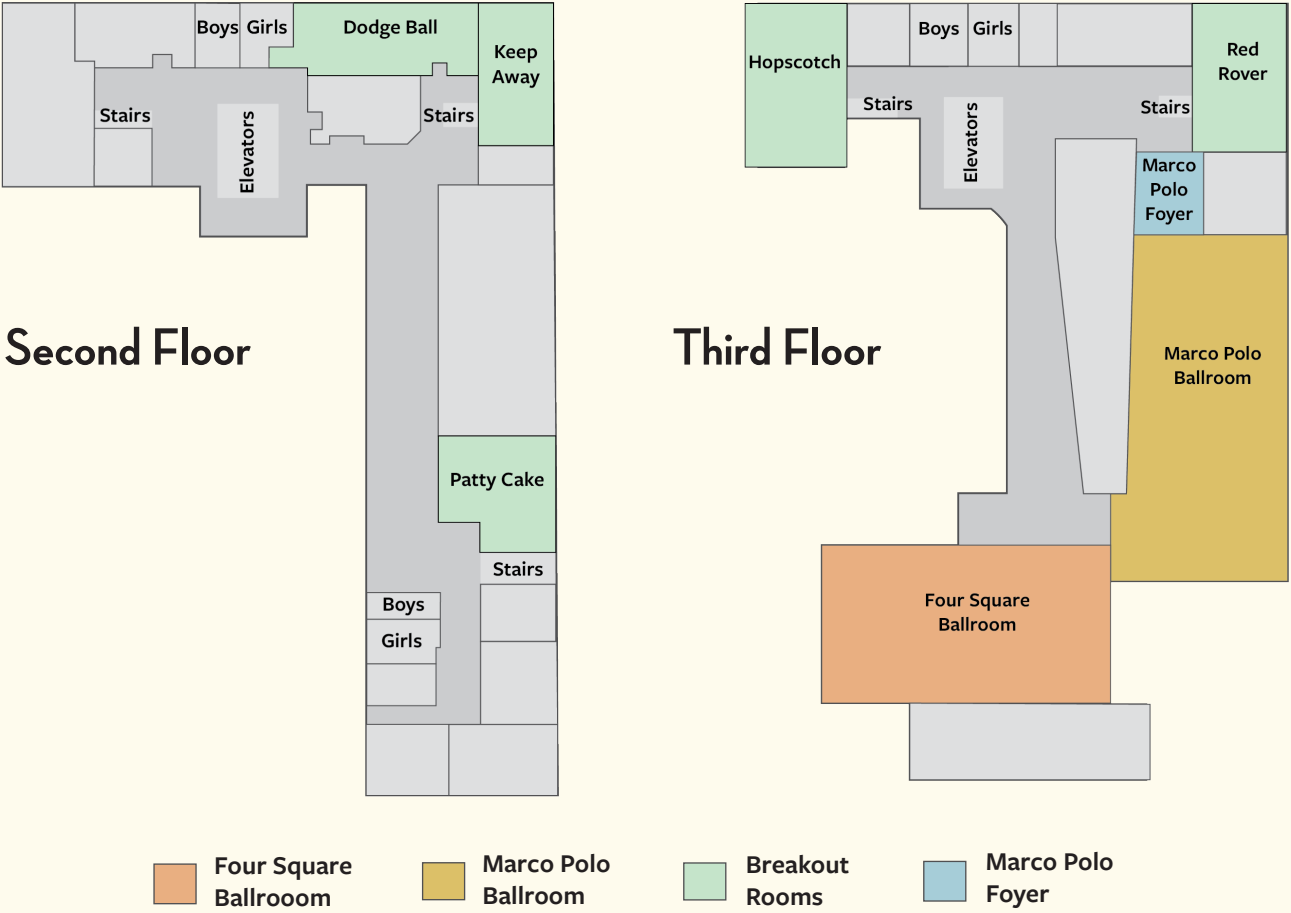 Boys
Girls
Dodge Ball
Keep
Away
Stairs
Elevators
Stairs
Second Floor
Patty Cake
Stairs
Boys
Girls
Hopscotch
Boys
Girls
Red
Rover
Stairs
Elevators
Stairs
Marco
Polo
Foyer
Third Floor
Marco Polo
Ballroom
Four Square
Ballroom
Four Square
Ballrooom
Marco Polo
Ballroom
Breakout
Rooms
Marco Polo
Foyer